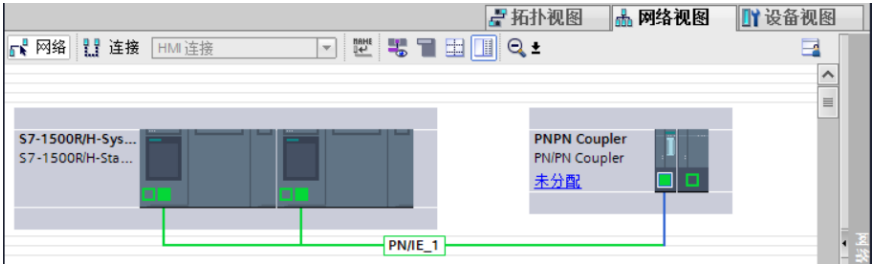 拓扑视图 网络视图 设备视图
网络 连接 HMI 连接
S7-1500R/H-Sys...
S7-1500R/H-Sta...
PNPN Coupler
PN/PN Coupler
未分配
PN/IE_1